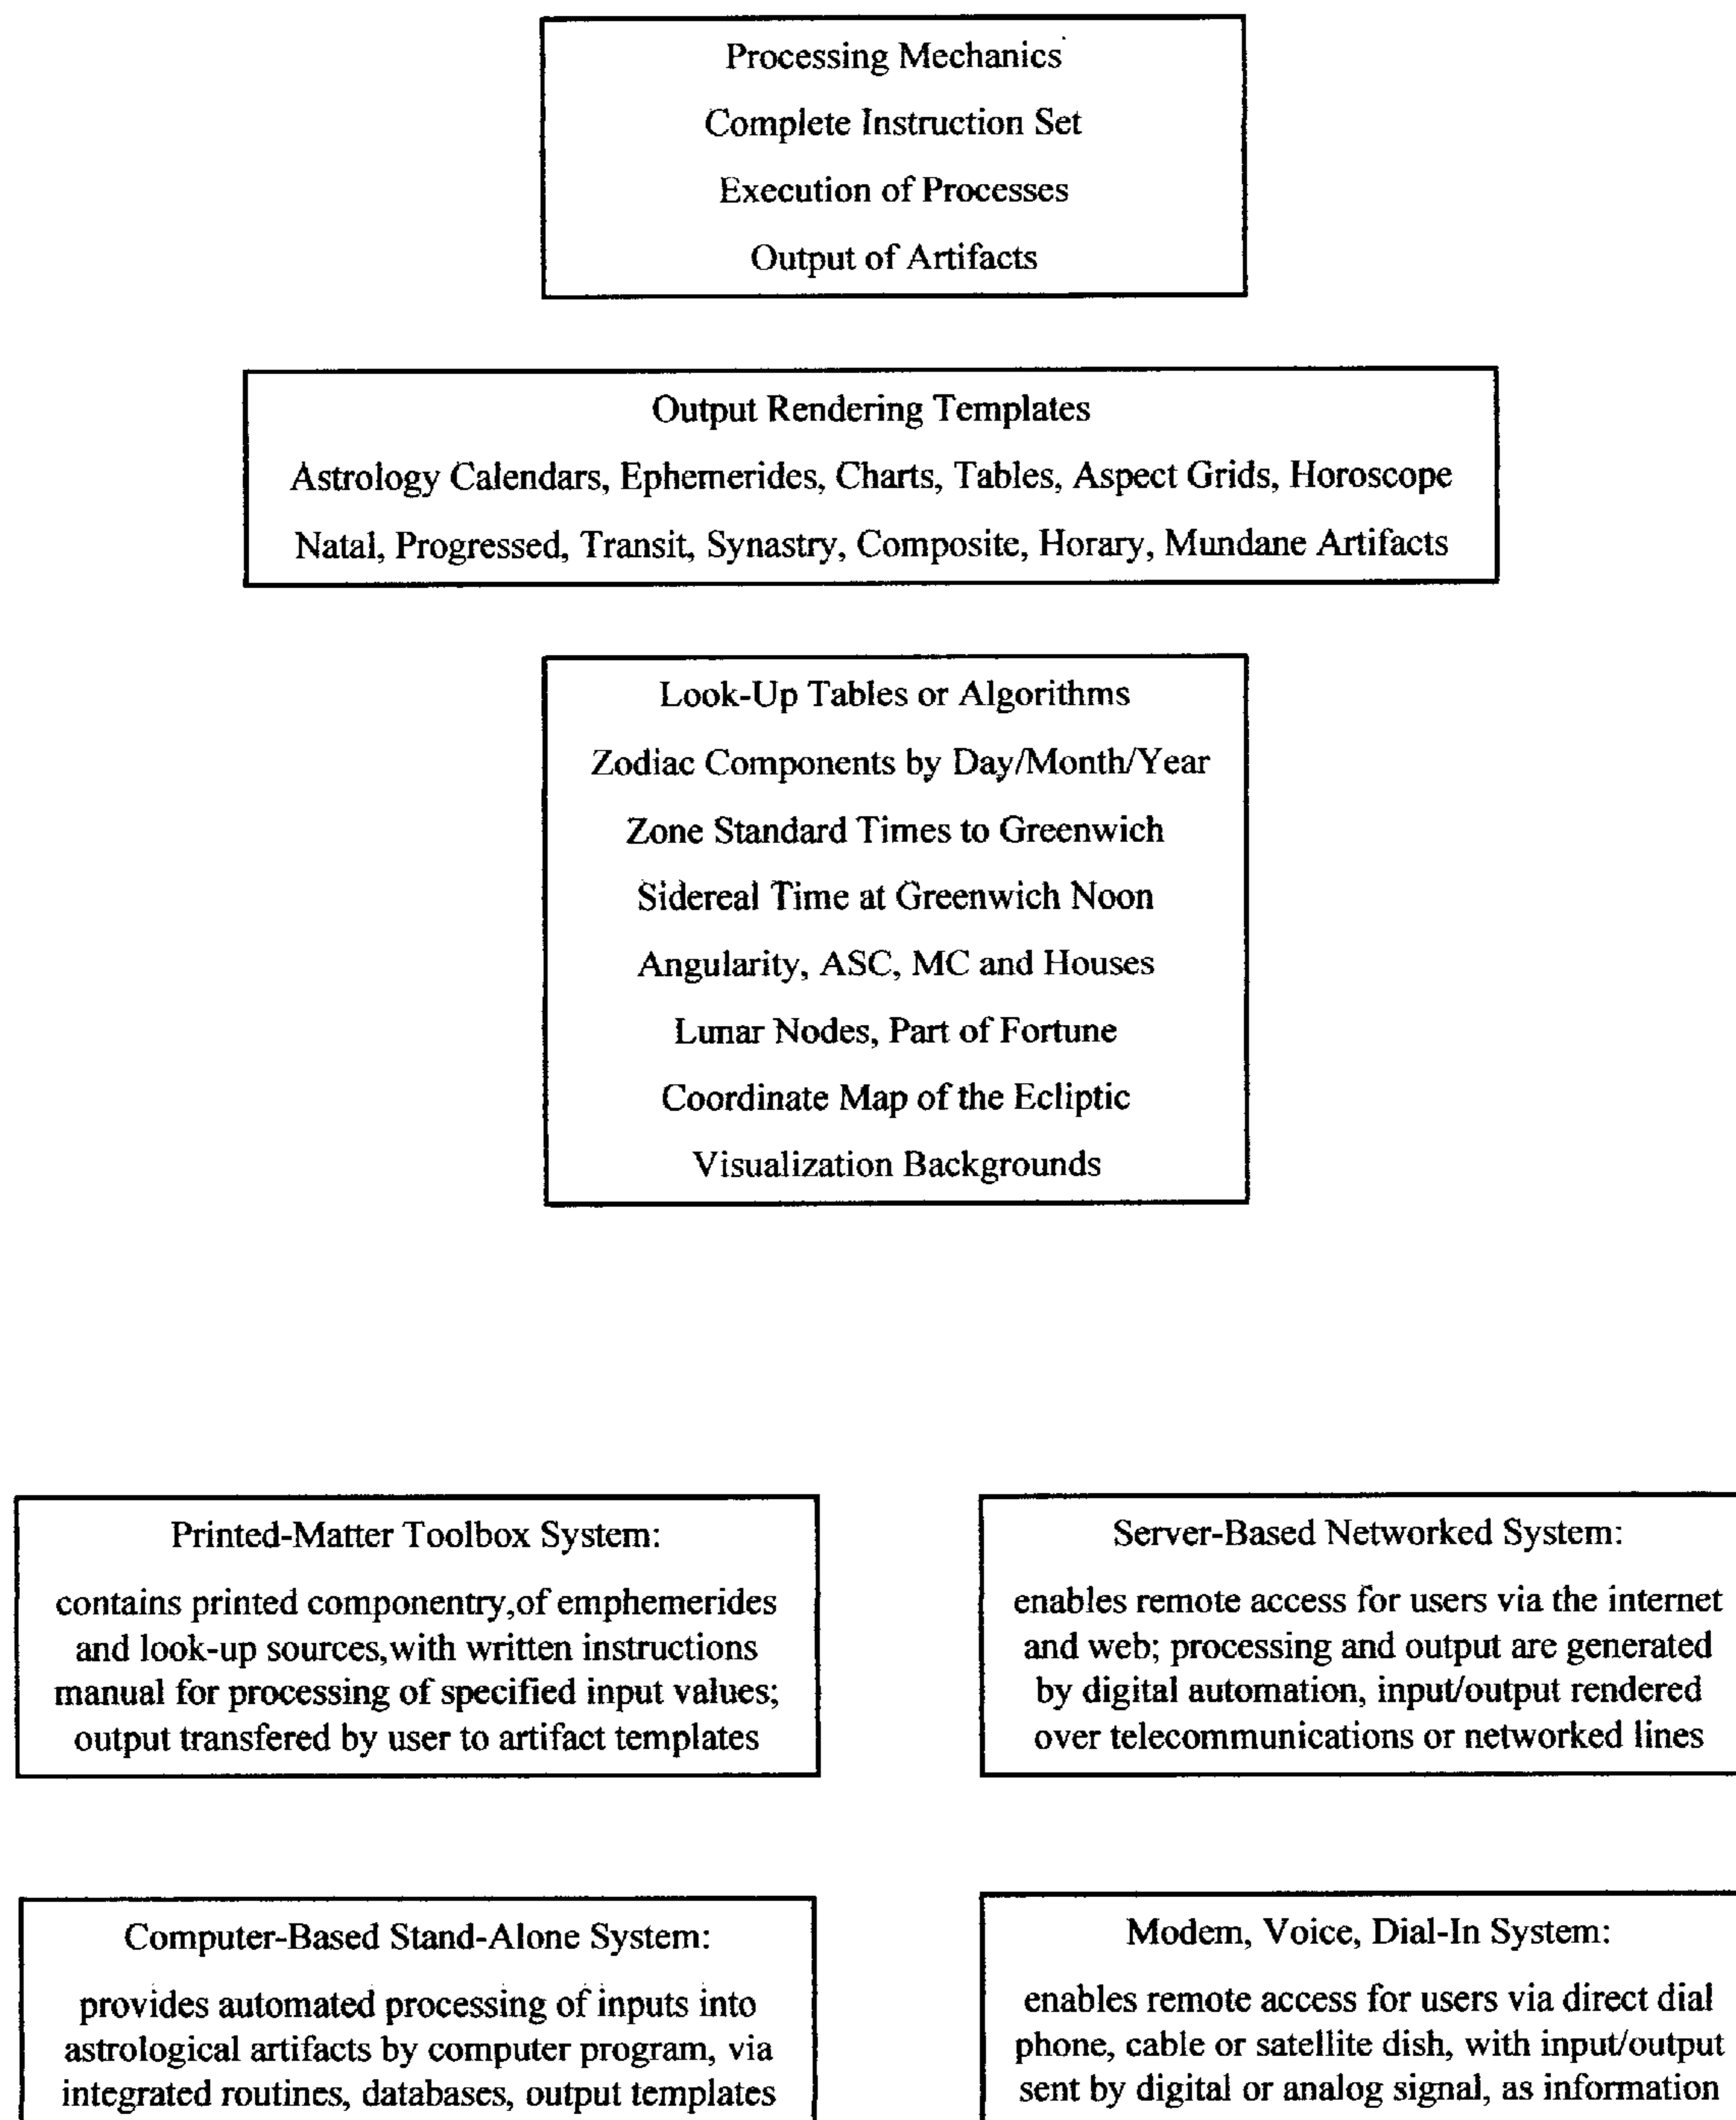 Processing Mechanics
Complete Instruction Set
Execution of Processes
Output of Artifacts
Output Rendering Templates
Astrology Calendars, Ephemerides, Charts, Tables, Aspect Grids, Horoscope
Natal, Progressed, Transit, Synastry, Composite, Horary, Mundane Artifacts
Look-Up Tables or Algorithms
Zodiac Components by Day/Month/Year
Zone Standard Times to Greenwich
Sidereal Time at Greenwich Noon
Angularity, ASC, MC and Houses
Lunar Nodes, Part of Fortune
Coordinate Map of the Ecliptic
Visualization Backgrounds
Printed-Matter Toolbox System:
contains printed componentry,of emphemerides
and look-up sources,with written instructions
manual for processing of specified input values;
output transfered by user to artifact templates
Server-Based Networked System:
enables remote access for users via the internet
and web; processing and output are generated
by digital automation, input/output rendered
over telecommunications or networked lines
Computer-Based Stand-Alone System:
provides automated processing of inputs into
astrological artifacts by computer program, via
integrated routines, databases, output templates
Modem, Voice, Dial-In System:
enables remote access for users via direct dial
phone, cable or satellite dish, with input/output
sent by digital or analog signal, as information